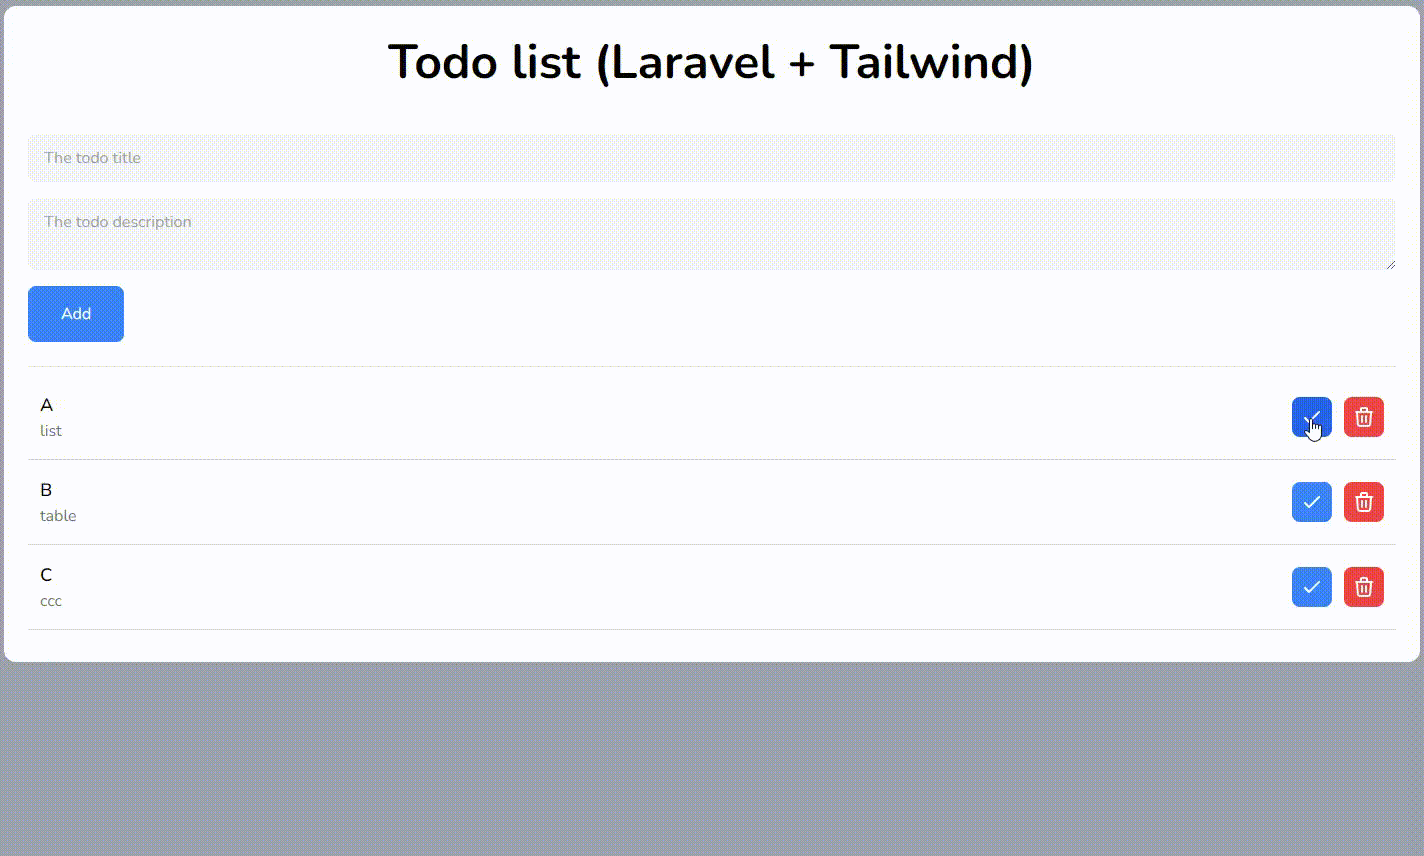 Todo list (Laravel + Tailwind)
The todo title
The todo description
Add
A
list
B
table
C
ccc